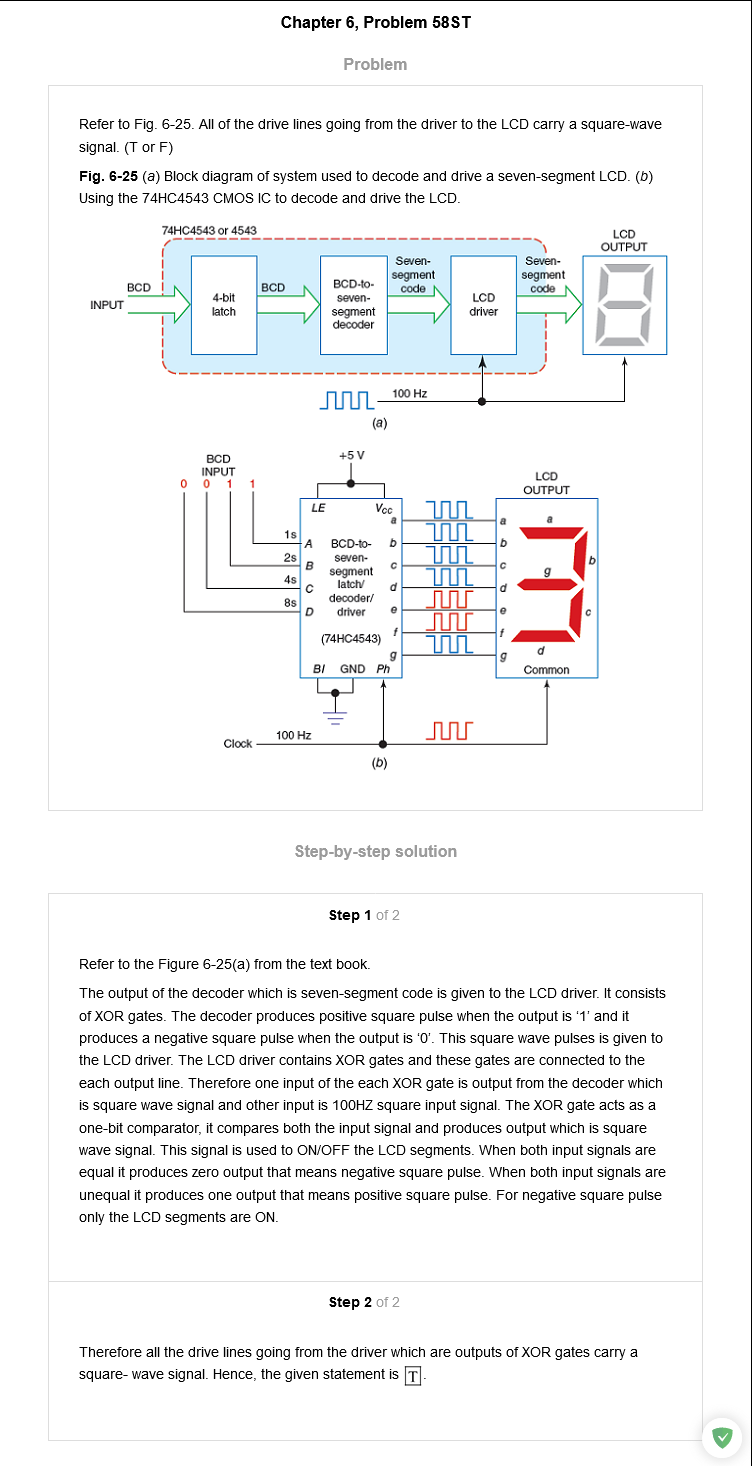 Chapter 6, Problem 58ST
Problem
Refer to Fig. 6-25. All of the drive lines going from the driver to the LCD carry a square-wave
signal. (T or F)
Fig. 6-25 (a) Block diagram of system used to decode and drive a seven-segment LCD. (b)
Using the 74HC4543 CMOS IC to decode and drive the LCD.
74HC4543 or 4543
LCD
OUTPUT
BCD
INPUT
4-bit
latch
BCD
BCD-to-
seven-
segment
decoder
Seven-
segment
code
LCD
driver
Seven-
segment
code
100 Hz
(a)
BCD
INPUT
0 0 1 1
+5 V
LCD
OUTPUT
LE VCC
1s
2s
4s
8s
A
B
C
D
BCD-to-
seven-
segment
latch/
decoder/
driver
(74HC4543)
a
b
c
d
e
f
g
BI GND Ph
a
b
c
d
e
f
g
a
b
g
c
d
Common
Clock
100 Hz
(b)
Step-by-step solution
Step 1 of 2
Refer to the Figure 6-25(a) from the text book.
The output of the decoder which is seven-segment code is given to the LCD driver. It consists
of XOR gates. The decoder produces positive square pulse when the output is ‘1’ and it
produces a negative square pulse when the output is ‘0’. This square wave pulses is given to
the LCD driver. The LCD driver contains XOR gates and these gates are connected to the
each output line. Therefore one input of the each XOR gate is output from the decoder which
is square wave signal and other input is 100HZ square input signal. The XOR gate acts as a
one-bit comparator, it compares both the input signal and produces output which is square
wave signal. This signal is used to ON/OFF the LCD segments. When both input signals are
equal it produces zero output that means negative square pulse. When both input signals are
unequal it produces one output that means positive square pulse. For negative square pulse
only the LCD segments are ON.
Step 2 of 2
Therefore all the drive lines going from the driver which are outputs of XOR gates carry a
square- wave signal. Hence, the given statement is T.